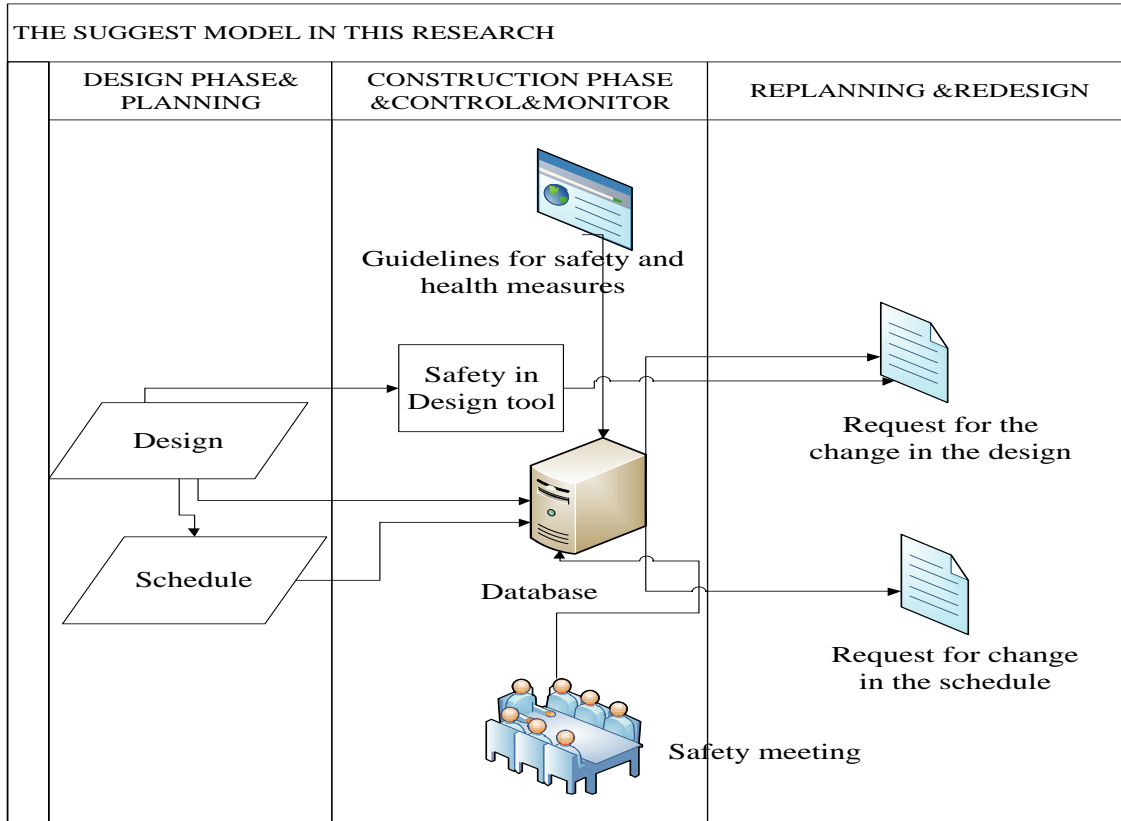 THE SUGGEST MODEL IN THIS RESEARCH
DESIGN PHASE&
PLANNING
CONSTRUCTION PHASE
&CONTROL&MONITOR
REPLANNING &REDESIGN
Guidelines for safety and
health measures
Safety in
Design tool
Design
Request for the
change in the design
Schedule
Database
Request for change
in the schedule
Safety meeting